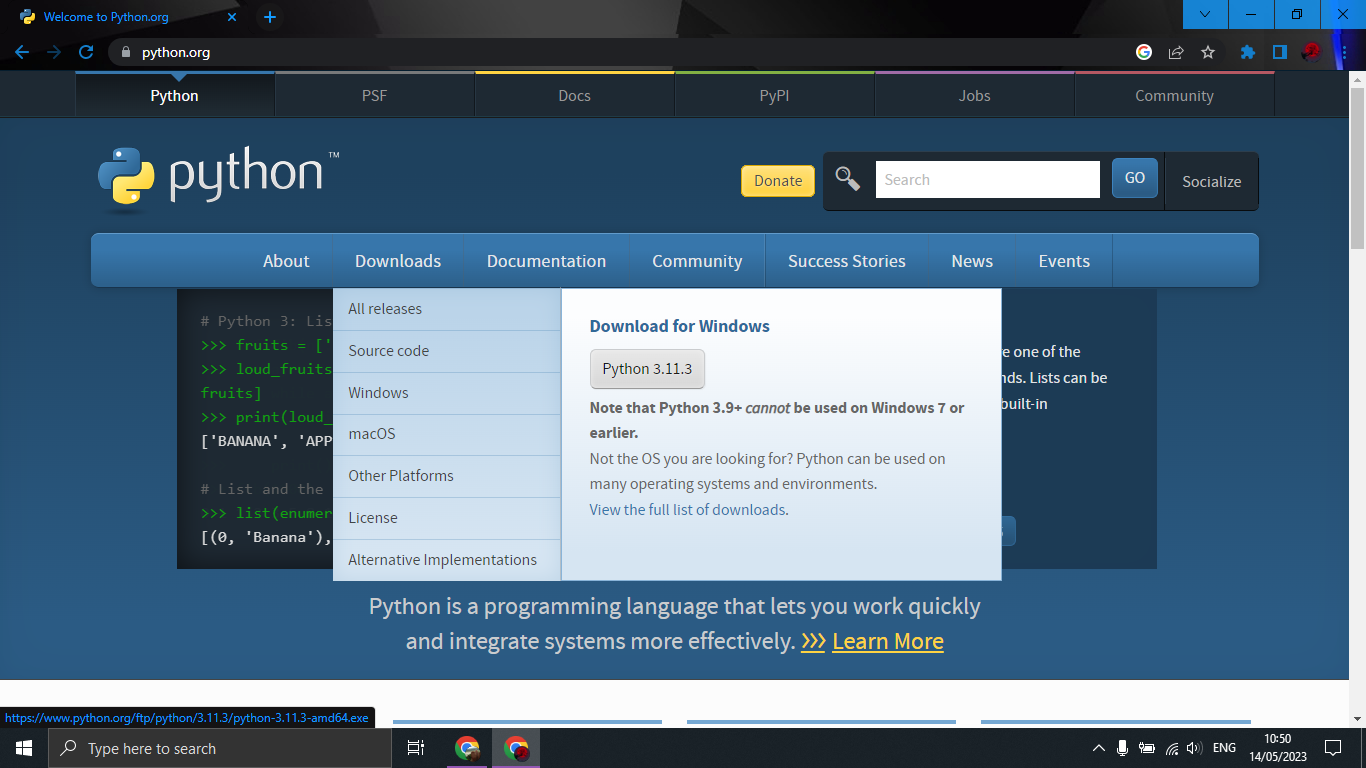 Welcome to Python.org
python.org
Python
PSF
Docs
PyPI
Jobs
Community
python™
Donate
Search
GO
Socialize
About
Downloads
Documentation
Community
Success Stories
News
Events
All releases
Source code
Windows
macOS
Other Platforms
License
Alternative Implementations
Download for Windows
Python 3.11.3
Note that Python 3.9+ cannot be used on Windows 7 or
earlier.
Not the OS you are looking for? Python can be used on
many operating systems and environments.
View the full list of downloads.
# Python 3: Lis
>>> fruits = ['
>>> loud_fruits
fruits]
>>> print(loud_
['BANANA', 'APP
# List and the
>>> list(enumer
[(0, 'Banana'),
one of the
Lists can be
built-in
Python is a programming language that lets you work quickly
and integrate systems more effectively. >>> Learn More
https://www.python.org/ftp/python/3.11.3/python-3.11.3-amd64.exe
Type here to search
ENG
10:50
14/05/2023